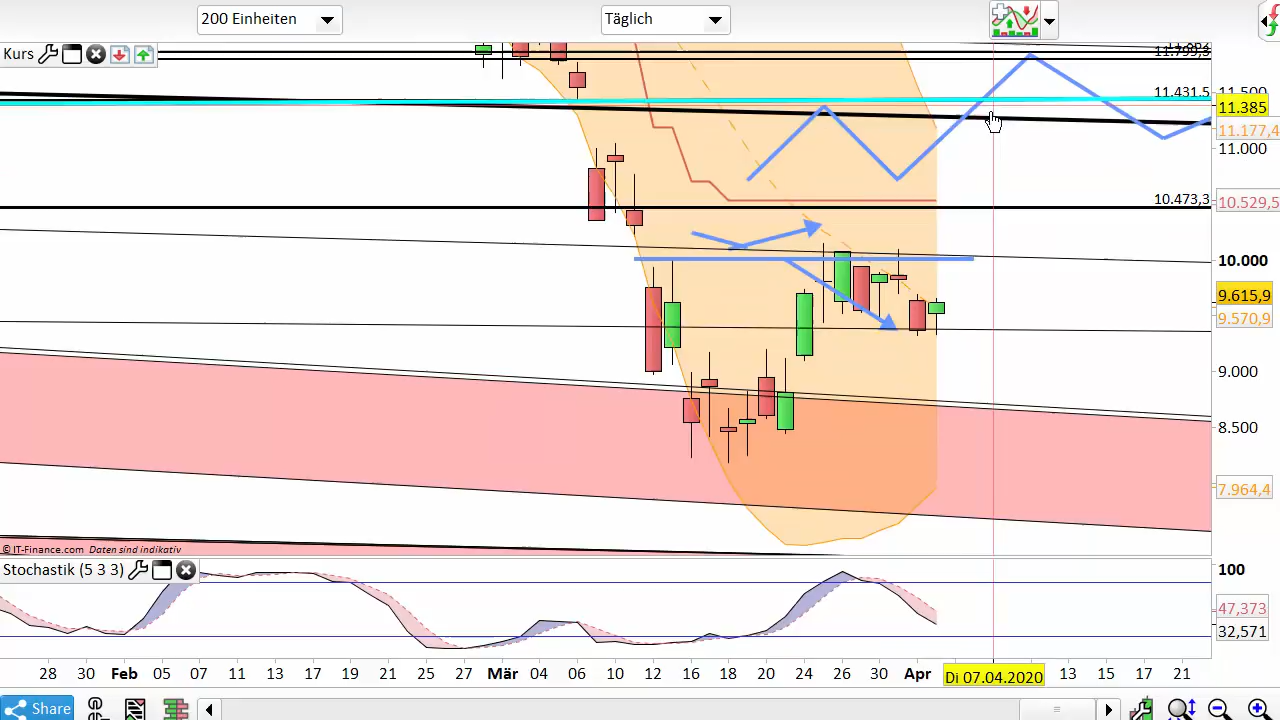 200 Einheiten
Täglich
Kurs
11.799,3
11.431,5
11.500
11.385
11.177,4
11.000
10.473,3
10.529,5
10.000
9.615,9
9.570,9
9.000
8.500
7.964,4
© IT-Finance.com Daten sind indikativ
Stochastik (5 3 3)
100
47,373
32,571
28 30 Feb 05 07 11 13 17 19 21 25 27 Mär 04 06 10 12 16 18 20 24 26 30 Apr Di 07.04.2020 13 15 17 21
Share